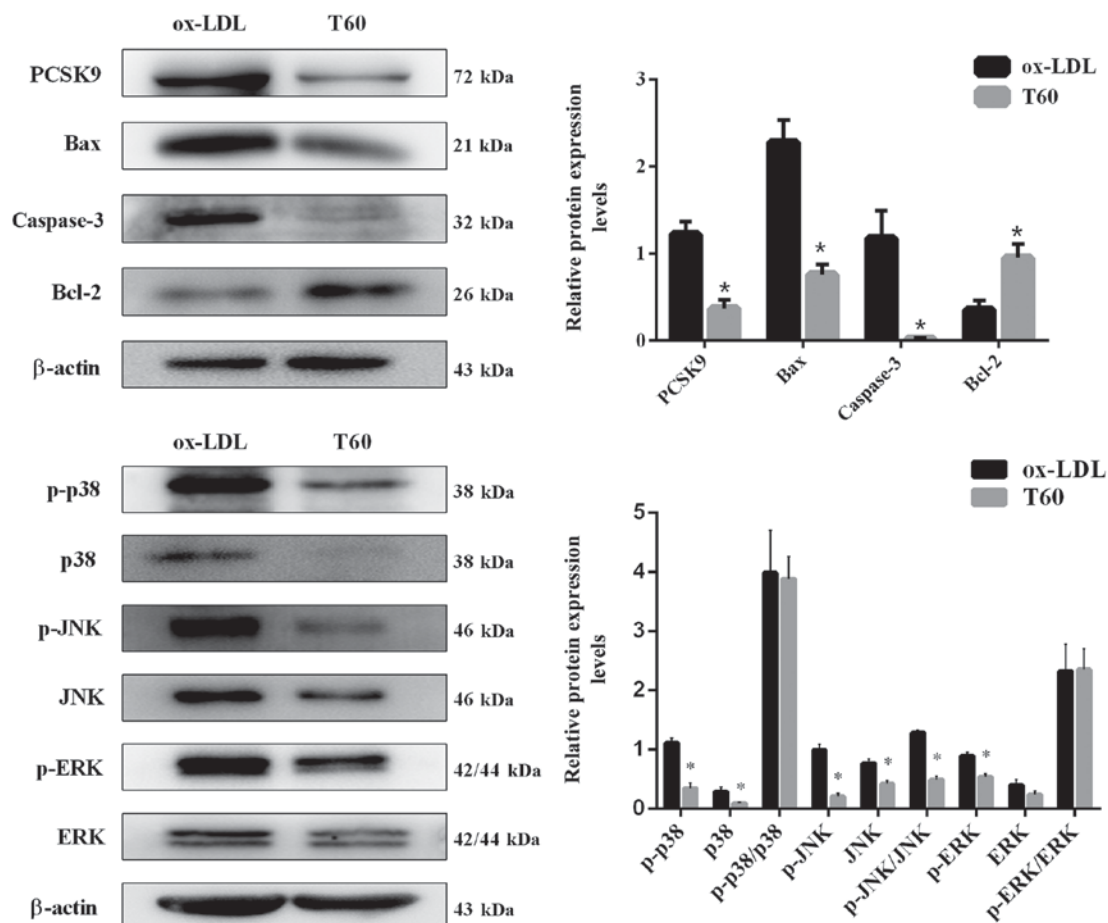 ox-LDL T60
PCSK9 72 kDa
Bax 21 kDa
Caspase-3 32 kDa
Bcl-2 26 kDa
β-actin 43 kDa
ox-LDL
T60
Relative protein expression
levels
3
2
1
0
* * * *
PCSK9 Bax Caspase-3 Bcl-2
ox-LDL T60
p-p38 38 kDa
p38 38 kDa
p-JNK 46 kDa
JNK 46 kDa
p-ERK 42/44 kDa
ERK 42/44 kDa
β-actin 43 kDa
ox-LDL
T60
Relative protein expression
levels
5
4
3
2
1
0
* * * * * *
p-p38 p38 p-p38/p38 p-JNK JNK p-JNK/JNK p-ERK ERK p-ERK/ERK